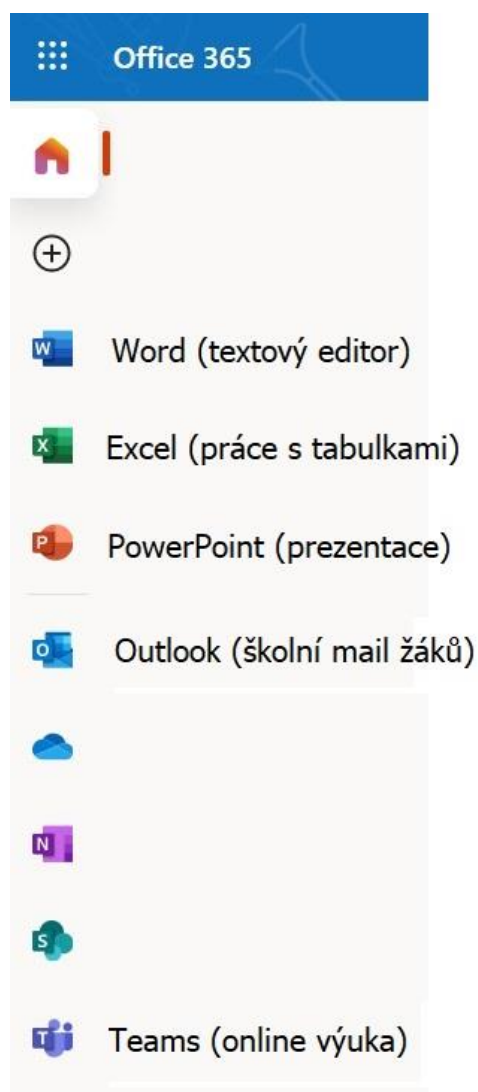 Office 365
W Word (textový editor)
X Excel (práce s tabulkami)
P PowerPoint (prezentace)
O Outlook (školní mail žáků)
N
S
T Teams (online výuka)